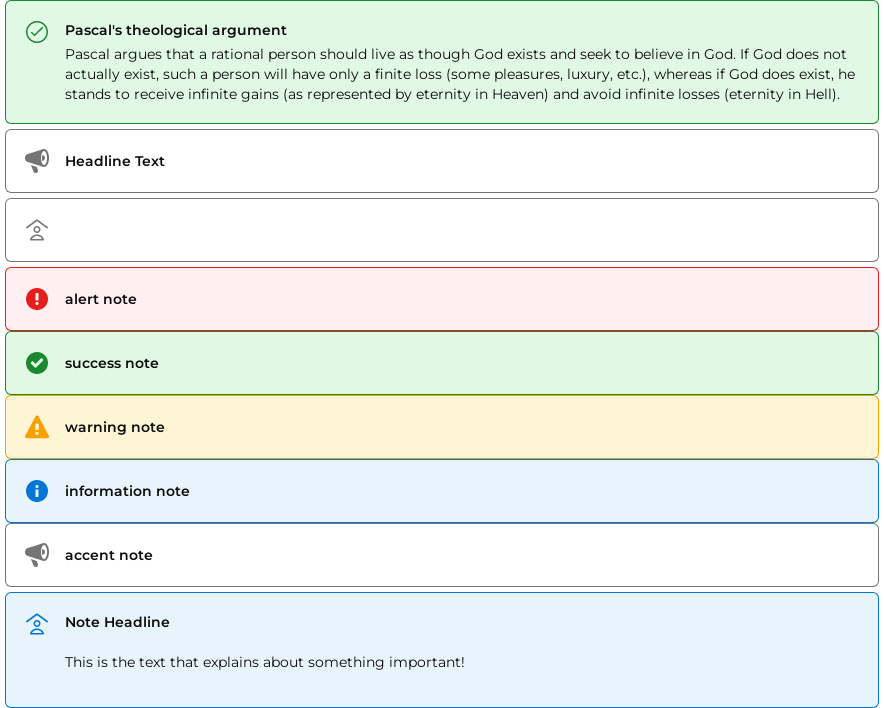 Pascal's theological argument
Pascal argues that a rational person should live as though God exists and seek to believe in God. If God does not
actually exist, such a person will have only a finite loss (some pleasures, luxury, etc.), whereas if God does exist, he
stands to receive infinite gains (as represented by eternity in Heaven) and avoid infinite losses (eternity in Hell).
Headline Text
alert note
success note
warning note
information note
accent note
Note Headline
This is the text that explains about something important!